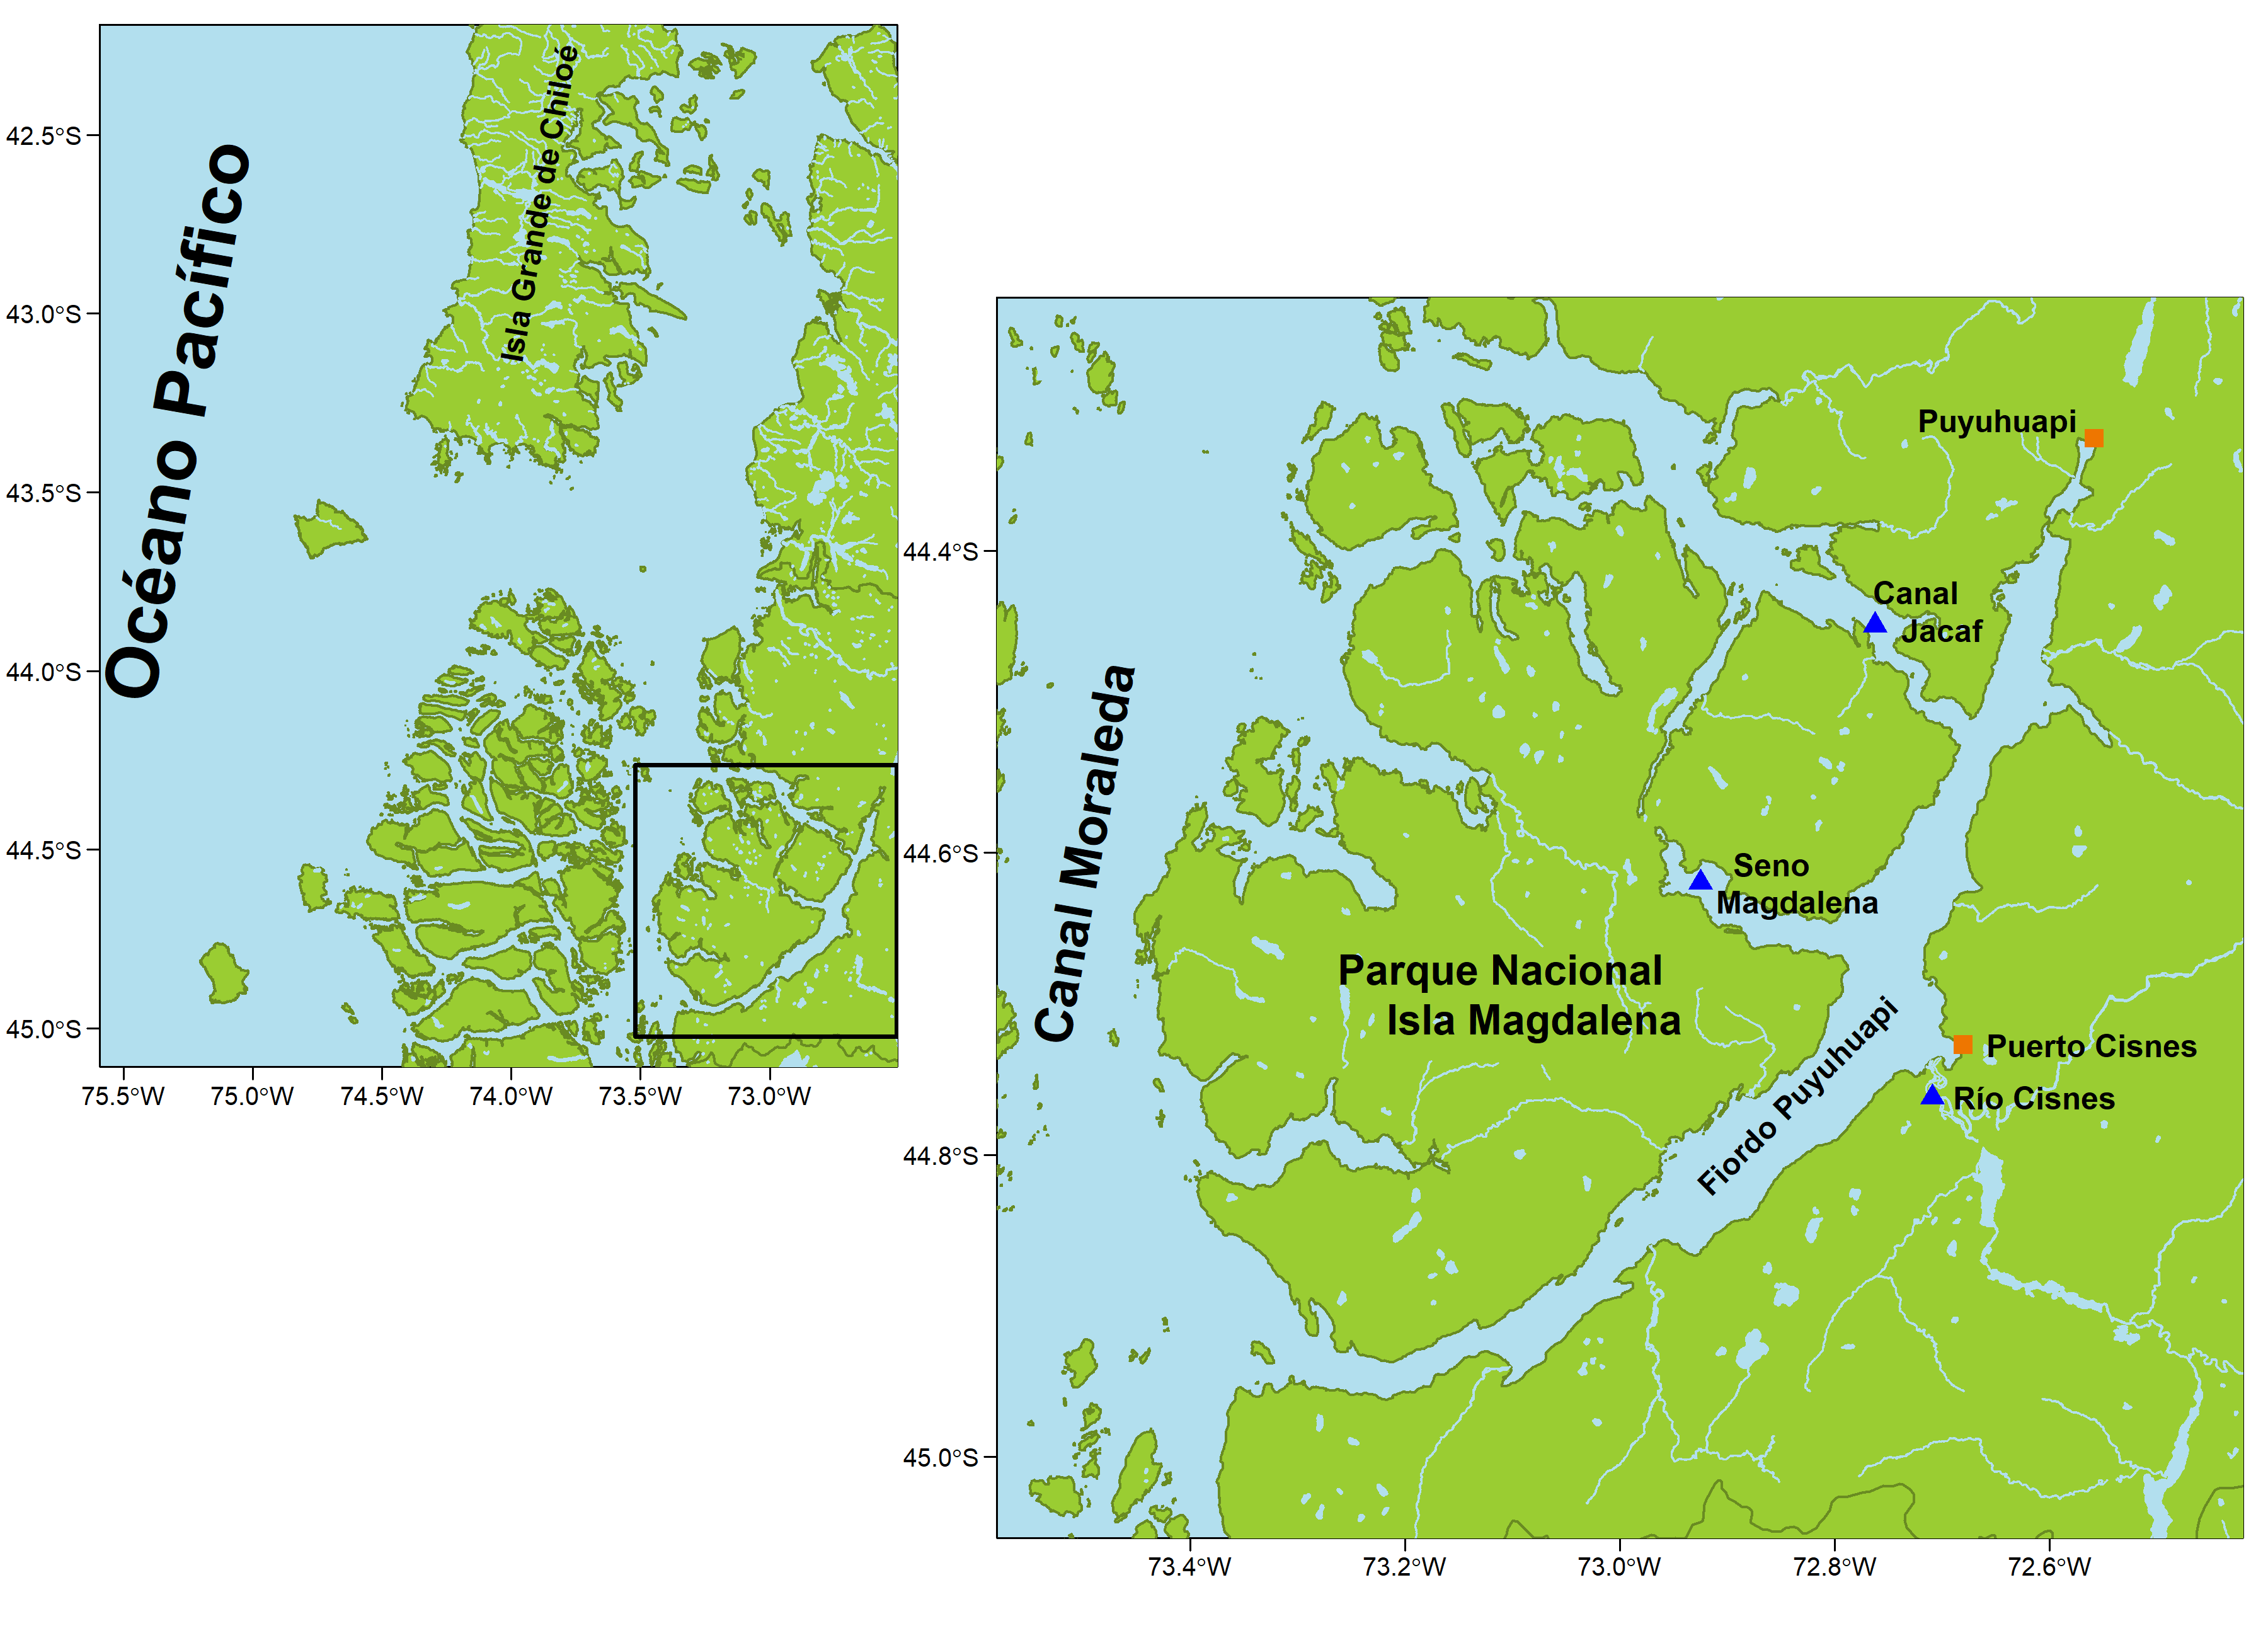 Océano Pacífico
Isla Grande de Chiloé
42.5°S
43.0°S
43.5°S
44.0°S
44.5°S
45.0°S
75.5°W
75.0°W
74.5°W
74.0°W
73.5°W
73.0°W
Puyuhuapi
Canal
Jacaf
Seno
Magdalena
Canal Moraleda
Parque Nacional
Isla Magdalena
Fiordo Puyuhuapi
Puerto Cisnes
Río Cisnes
44.4°S
44.6°S
44.8°S
45.0°S
73.4°W
73.2°W
73.0°W
72.8°W
72.6°W